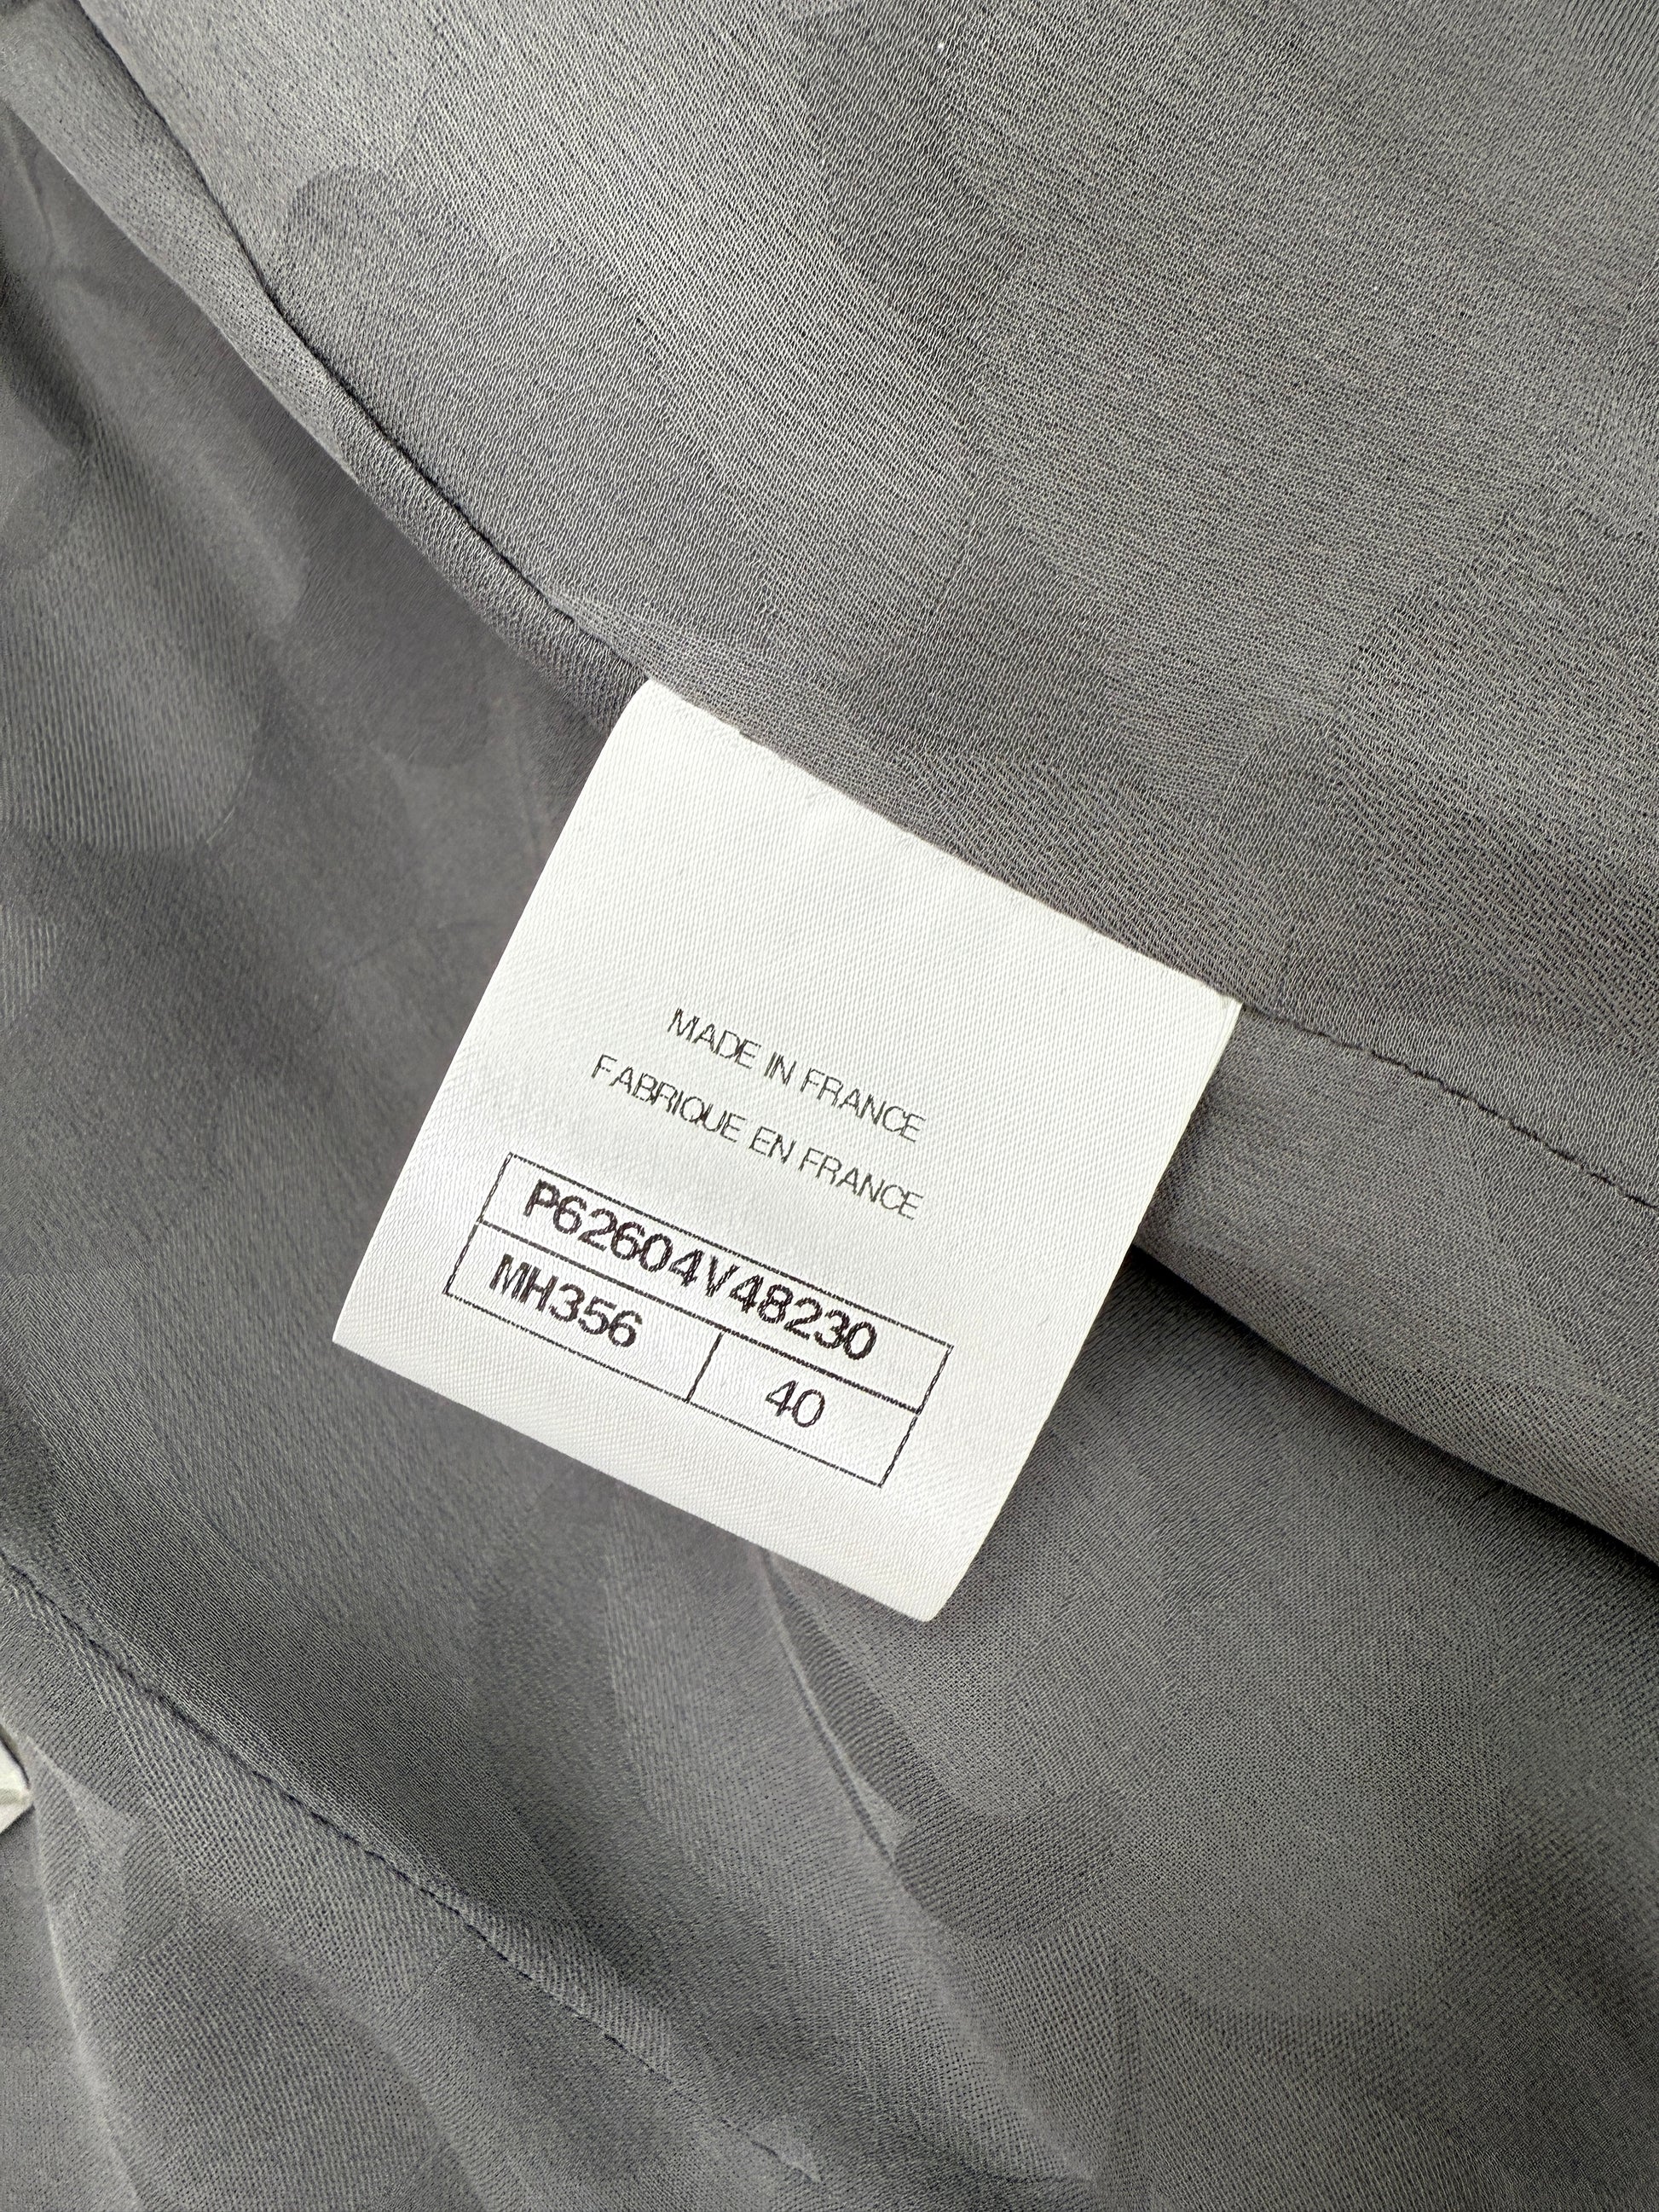 MADE IN FRANCE
FABRIQUE EN FRANCE
P62604V48230
MH356 40